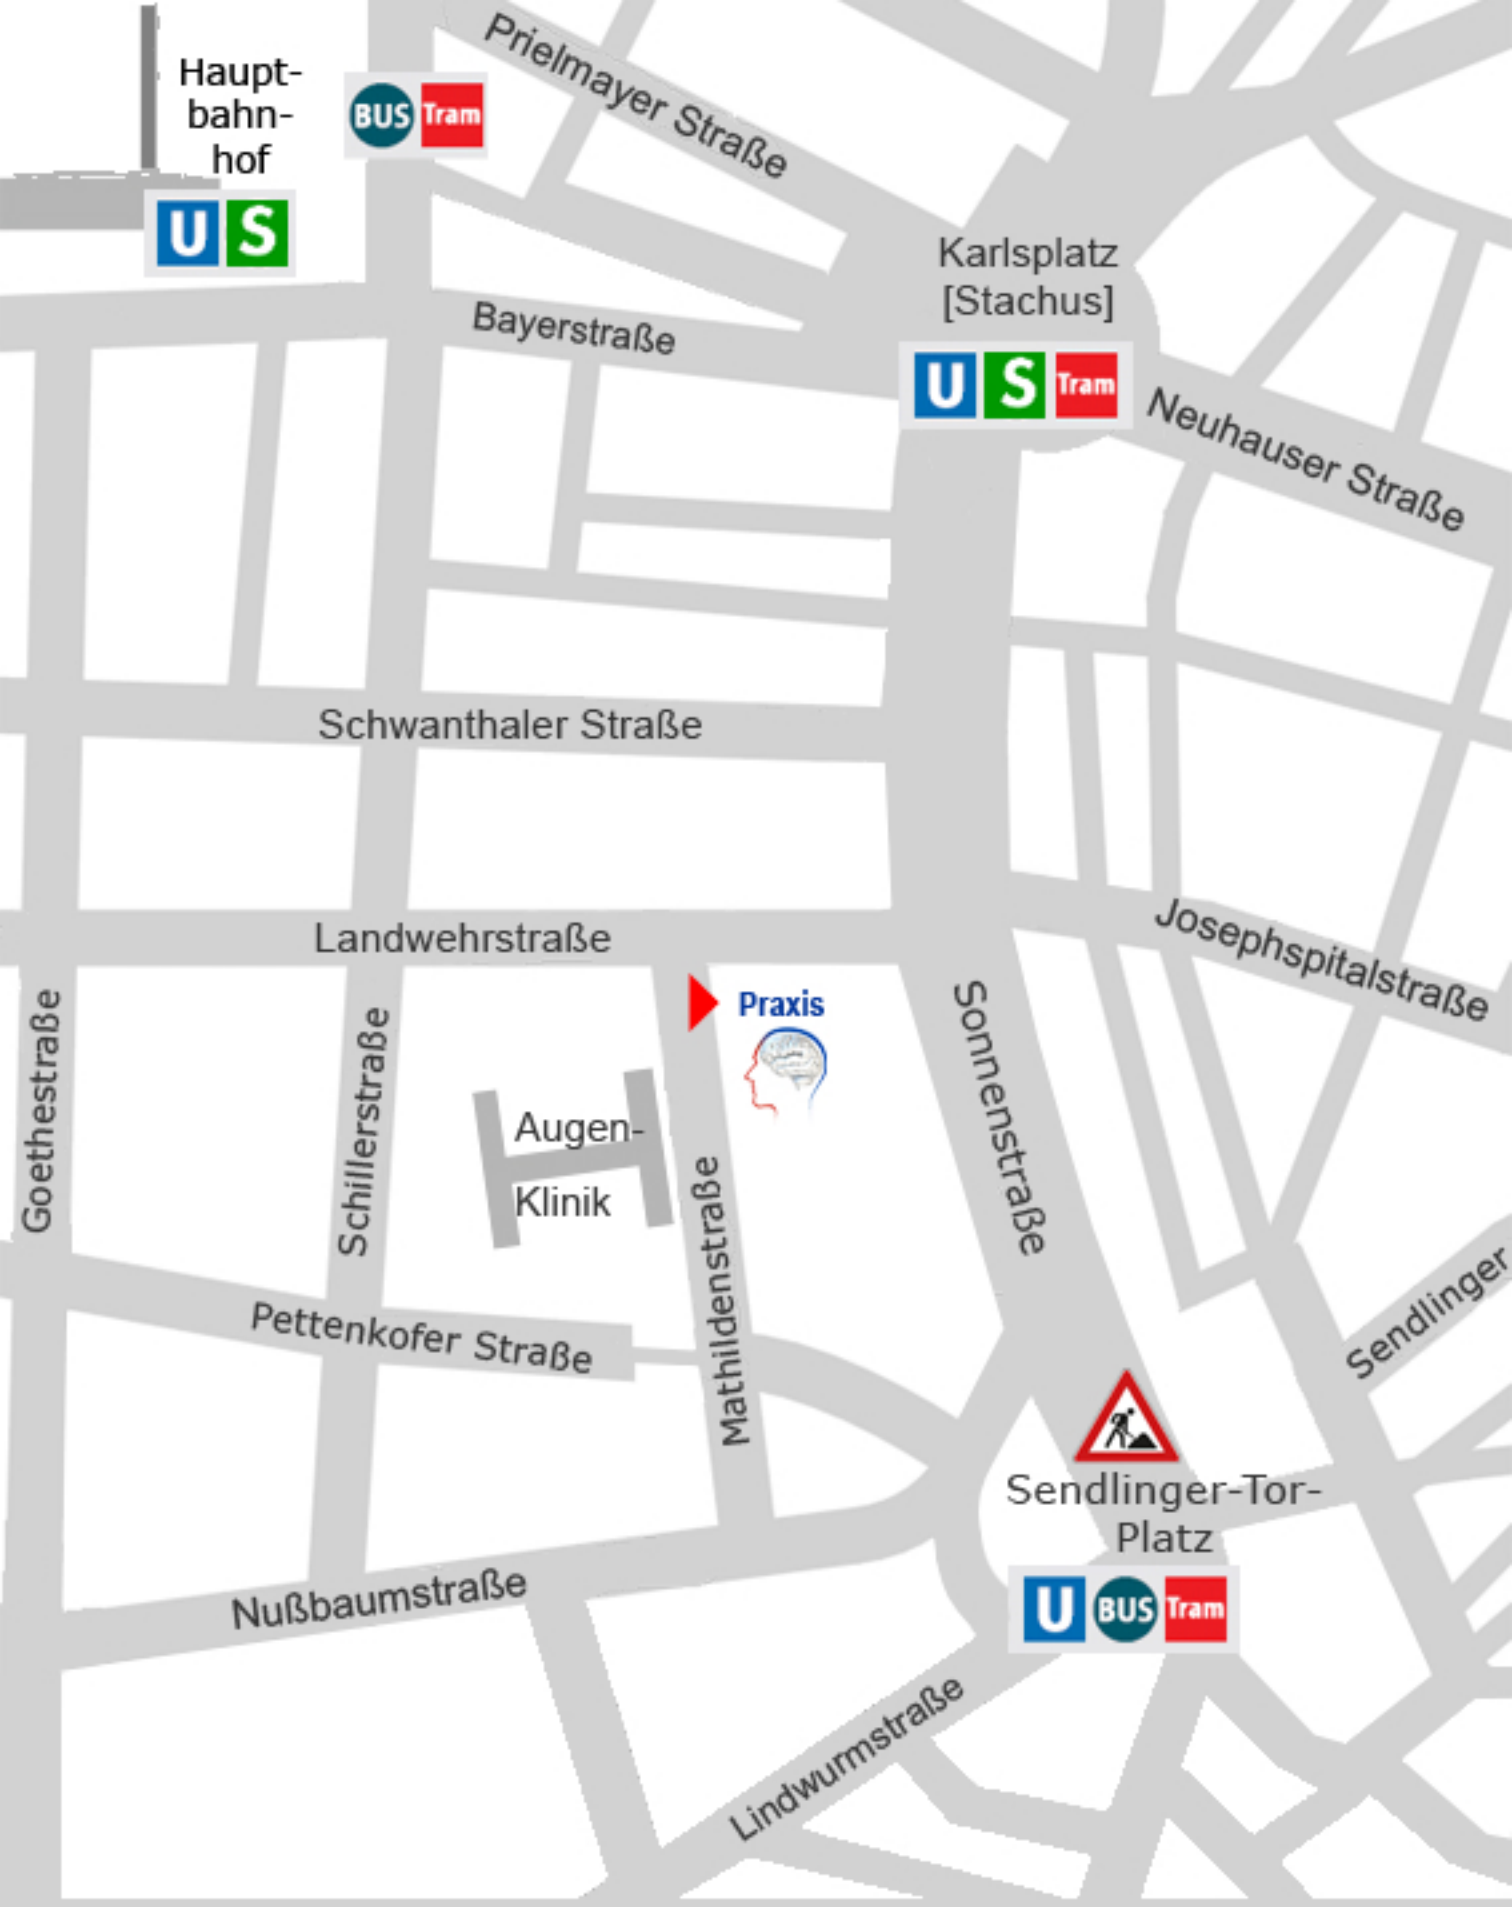 Prielmayer Straße
Haupt-
bahn-
hof
BUS Tram
U S
Karlsplatz
[Stachus]
Bayerstraße
U S Tram
Neuhauser Straße
Schwanthaler Straße
Landwehrstraße
Josephspitalstraße
Praxis
Sonnenstraße
Goethestraße
Schillerstraße
Augen-
Klinik
Mathildenstraße
Sendlinger
Pettenkofer Straße
Sendlinger-Tor-
Platz
Nußbaumstraße
U BUS Tram
Lindwurmstraße